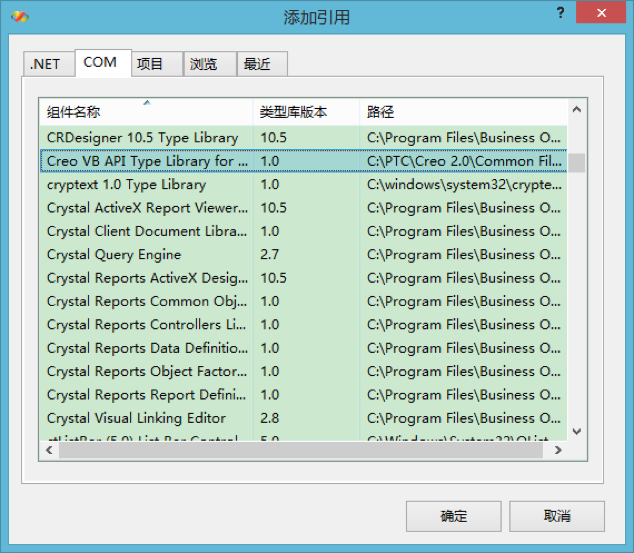 添加引用
? ×
.NET COM 项目 浏览 最近
组件名称 类型库版本 路径
CRDesigner 10.5 Type Library 10.5 C:\Program Files\Business O...
Creo VB API Type Library for ... 1.0 C:\PTC\Creo 2.0\Common Fil...
cryptext 1.0 Type Library 1.0 C:\windows\system32\crypte...
Crystal ActiveX Report Viewer... 10.5 C:\Program Files\Business O...
Crystal Client Document Libra... 1.0 C:\Program Files\Business O...
Crystal Query Engine 2.7 C:\Program Files\Business O...
Crystal Reports ActiveX Desig... 10.5 C:\Program Files\Business O...
Crystal Reports Common Obj... 1.0 C:\Program Files\Business O...
Crystal Reports Controllers Li... 1.0 C:\Program Files\Business O...
Crystal Reports Data Definitio... 1.0 C:\Program Files\Business O...
Crystal Reports Object Factor... 1.0 C:\Program Files\Business O...
Crystal Reports Report Defini... 1.0 C:\Program Files\Business O...
Crystal Visual Linking Editor 2.8 C:\Program Files\Business O...
ctListBar (5.0) List Bar Control 5.0
确定 取消